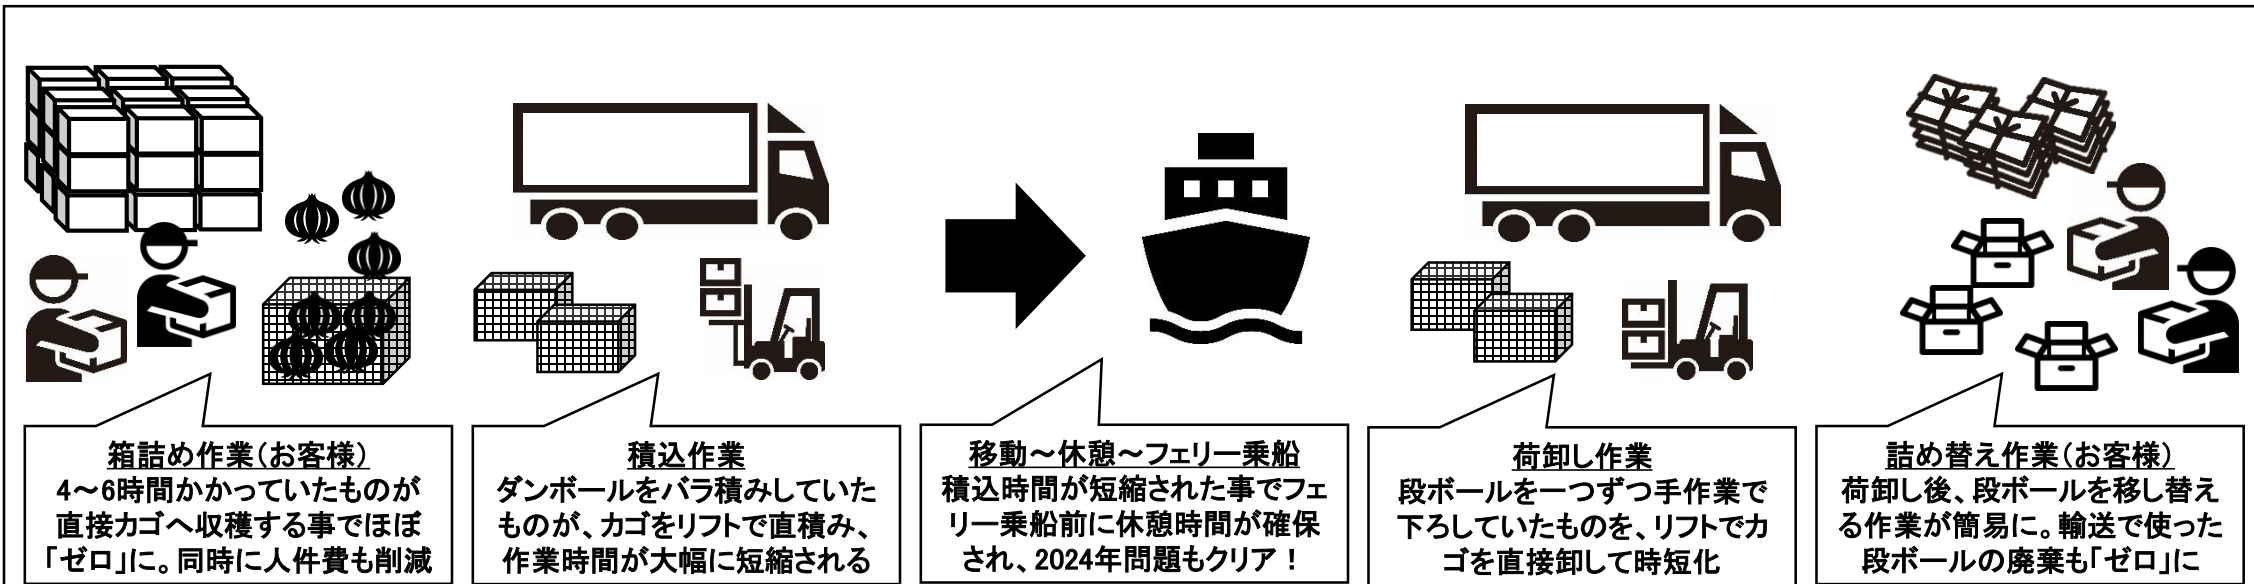 箱詰め作業(お客様)
4～6時間かかっていたものが
直接カゴへ収穫する事でほぼ
「ゼロ」に。同時に人件費も削減
積込作業
ダンボールをバラ積みしていた
ものが、カゴをリフトで直積み、
作業時間が大幅に短縮される
移動～休憩～フェリー乗船
積込時間が短縮された事でフェ
リー乗船前に休憩時間が確保
され、2024年問題もクリア！
荷卸し作業
段ボールを一つずつ手作業で
下ろしていたものを、リフトでカ
ゴを直接卸して時短化
詰め替え作業(お客様)
荷卸し後、段ボールを移し替え
る作業が簡易に。輸送で使った
段ボールの廃棄も「ゼロ」に